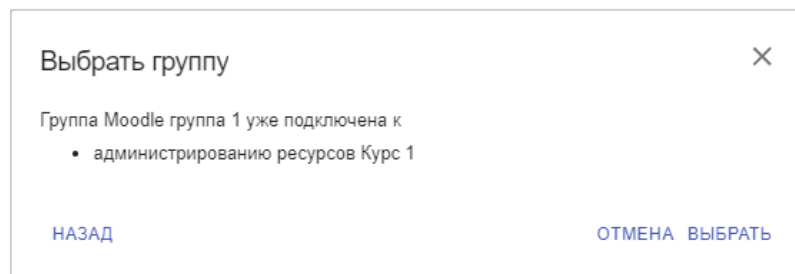 Выбрать группу
Группа Moodle группа 1 уже подключена к
• администрированию ресурсов Курс 1
НАЗАД ОТМЕНА ВЫБРАТЬ